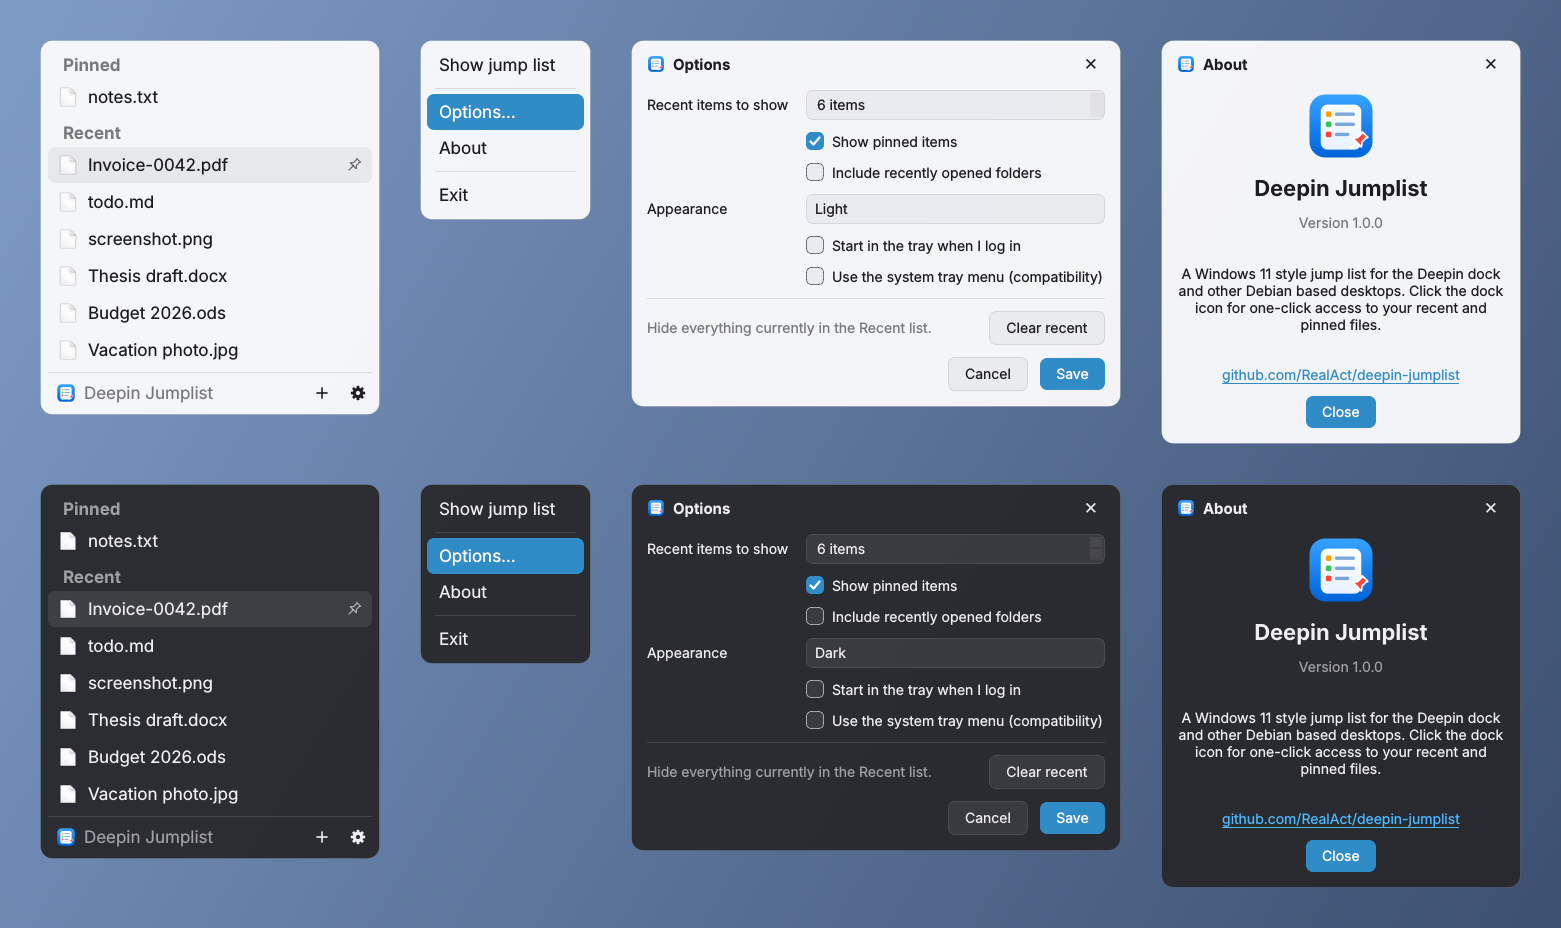 Pinned
notes.txt
Recent
Invoice-0042.pdf
todo.md
screenshot.png
Thesis draft.docx
Budget 2026.ods
Vacation photo.jpg
Deepin Jumplist
Show jump list
Options...
About
Exit
Options
Recent items to show
6 items
Show pinned items
Include recently opened folders
Appearance
Light
Start in the tray when I log in
Use the system tray menu (compatibility)
Hide everything currently in the Recent list.
Clear recent
Cancel
Save
About
Deepin Jumplist
Version 1.0.0
A Windows 11 style jump list for the Deepin dock
and other Debian based desktops. Click the dock
icon for one-click access to your recent and
pinned files.
github.com/RealAct/deepin-jumplist
Close
Pinned
notes.txt
Recent
Invoice-0042.pdf
todo.md
screenshot.png
Thesis draft.docx
Budget 2026.ods
Vacation photo.jpg
Deepin Jumplist
Show jump list
Options...
About
Exit
Options
Recent items to show
6 items
Show pinned items
Include recently opened folders
Appearance
Dark
Start in the tray when I log in
Use the system tray menu (compatibility)
Hide everything currently in the Recent list.
Clear recent
Cancel
Save
About
Deepin Jumplist
Version 1.0.0
A Windows 11 style jump list for the Deepin dock
and other Debian based desktops. Click the dock
icon for one-click access to your recent and
pinned files.
github.com/RealAct/deepin-jumplist
Close